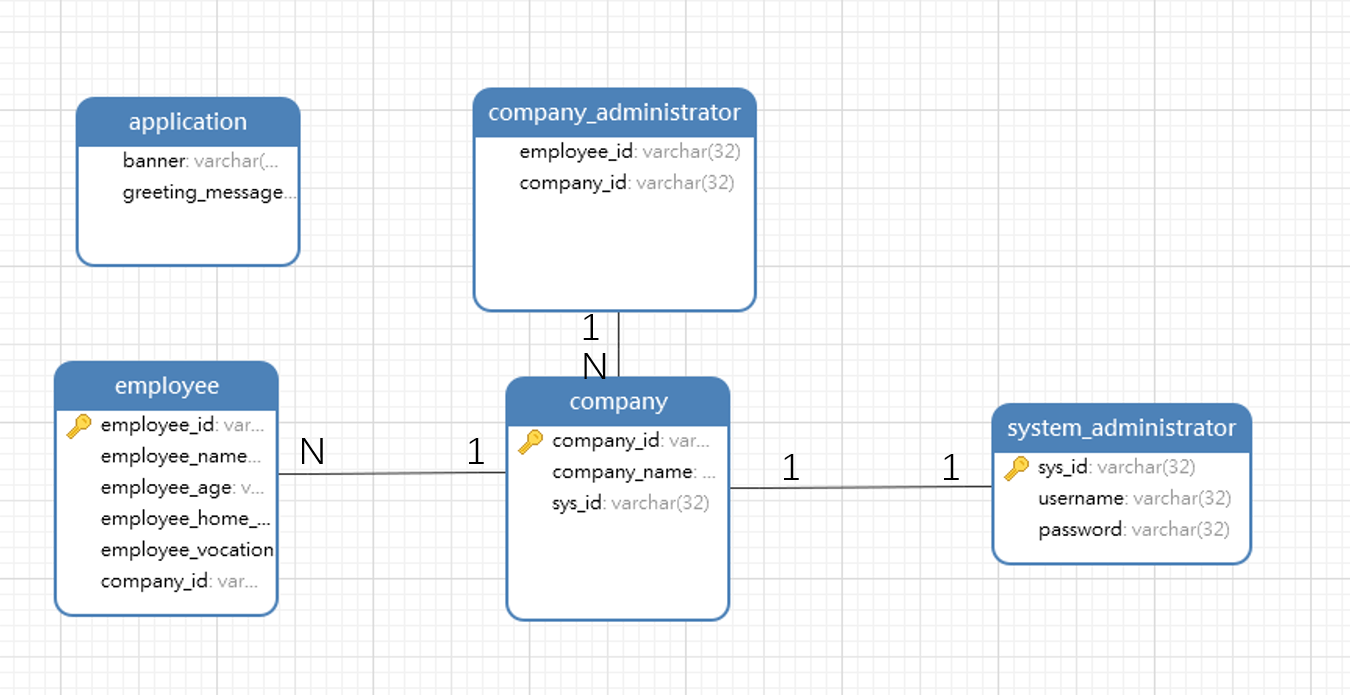 application
banner: varchar(...
greeting_message...
company_administrator
employee_id: varchar(32)
company_id: varchar(32)
1
N
employee
employee_id: var...
employee_name...
employee_age: v...
employee_home_...
employee_vocation
company_id: var...
N
1
company
company_id: var...
company_name: ...
sys_id: varchar(32)
1
1
system_administrator
sys_id: varchar(32)
username: varchar(32)
password: varchar(32)